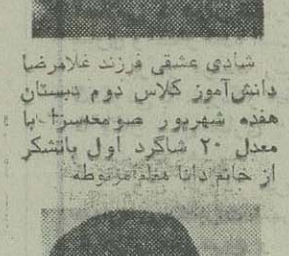 شادی عشقی فرزند غلامرضا
دانش‌آموز کلاس دوم دبستان
هفده شهریور صومعه‌سرا با
معدل ۲۰ شاگرد اول باتشکر
از خانم دانا معلم مربوطه